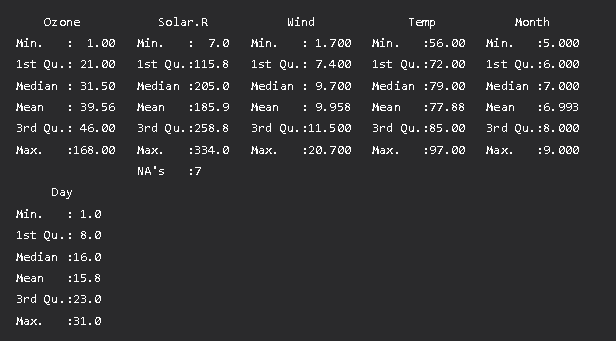 Ozone           Solar.R           Wind             Temp           Month
Min.   :  1.00   Min.   :  7.0   Min.   : 1.700   Min.   :56.00   Min.   :5.000
1st Qu.: 21.00   1st Qu.:115.8   1st Qu.: 7.400   1st Qu.:72.00   1st Qu.:6.000
Median : 31.50   Median :205.0   Median : 9.700   Median :79.00   Median :7.000
Mean   : 39.56   Mean   :185.9   Mean   : 9.958   Mean   :77.88   Mean   :6.993
3rd Qu.: 46.00   3rd Qu.:258.8   3rd Qu.:11.500   3rd Qu.:85.00   3rd Qu.:8.000
Max.   :168.00   Max.   :334.0   Max.   :20.700   Max.   :97.00   Max.   :9.000
                 NA's   :7
     Day
Min.   : 1.0
1st Qu.: 8.0
Median :16.0
Mean   :15.8
3rd Qu.:23.0
Max.   :31.0